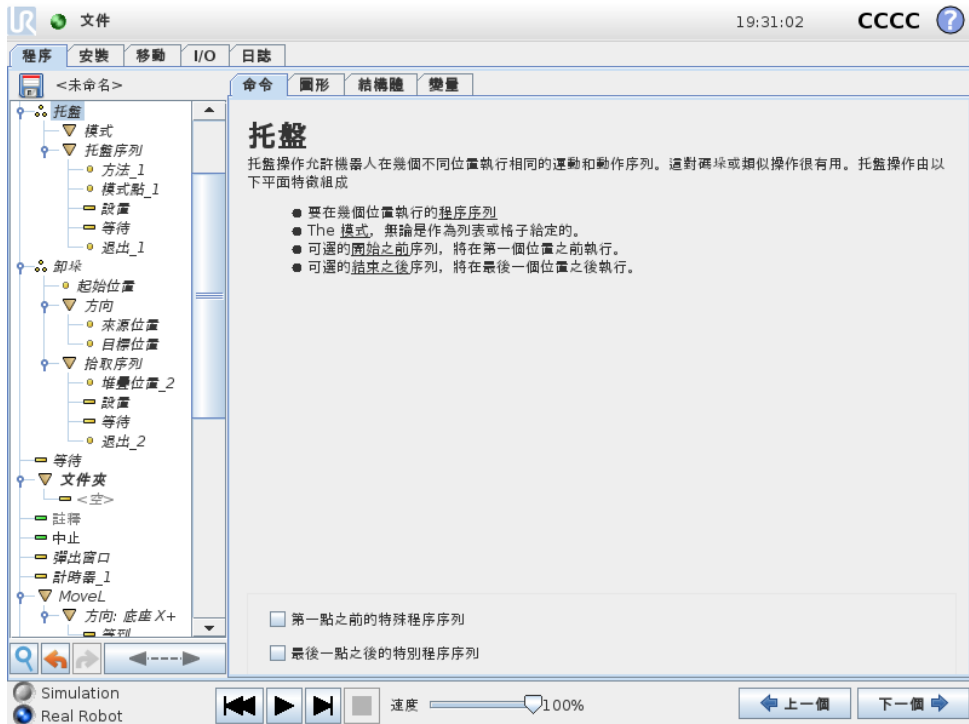 UR 文件 19:31:02 CCCC ?
程序 安裝 移動 I/O 日誌
<未命名>
命令 圖形 結構體 變量
托盤
模式
托盤序列
方法_1
模式點_1
設置
等待
退出_1
卸垛
起始位置
方向
來源位置
目標位置
拾取序列
堆疊位置_2
設置
等待
退出_2
等待
文件夾
<空>
註釋
中止
彈出窗口
計時器_1
MoveL
方向: 底座 X+
等到
托盤
托盤操作允許機器人在幾個不同位置執行相同的運動和動作序列。這對碼垛或類似操作很有用。托盤操作由以
下平面特徵組成
● 要在幾個位置執行的程序序列
● The 模式, 無論是作為列表或格子給定的。
● 可選的開始之前序列, 將在第一個位置之前執行。
● 可選的結束之後序列, 將在最後一個位置之後執行。
第一點之前的特殊程序序列
最後一點之後的特別程序序列
Simulation
Real Robot
速度 100%
上一個 下一個